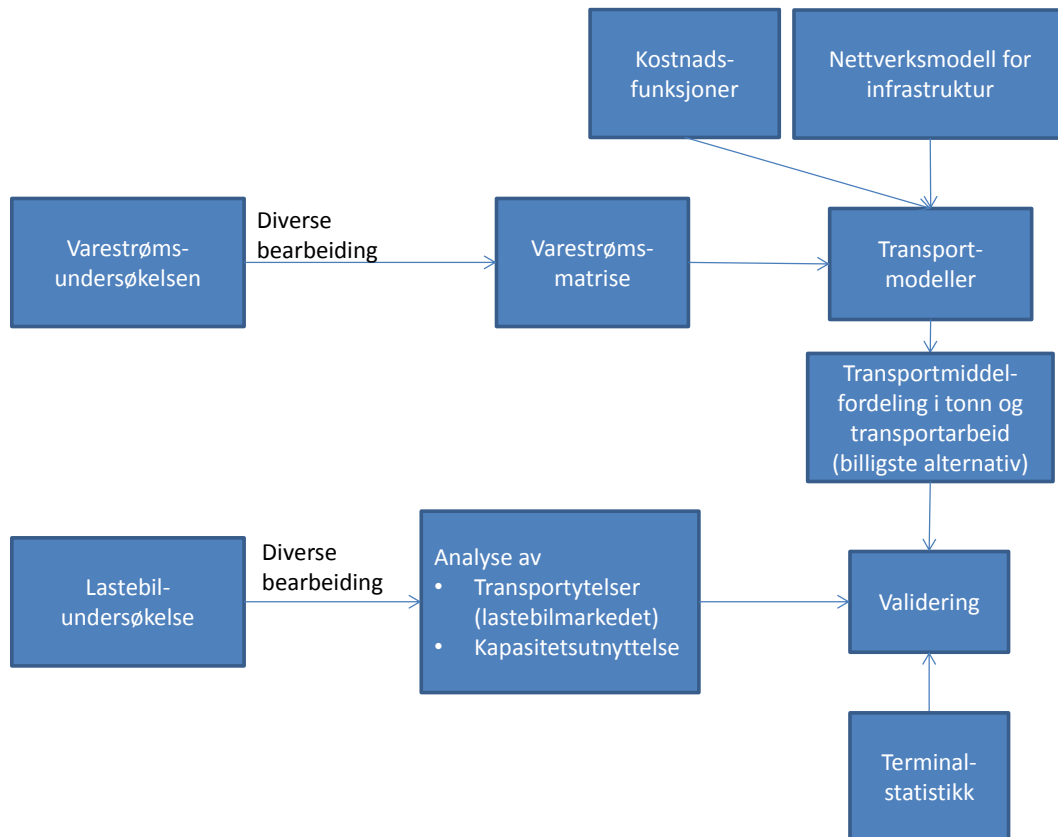 Kostnads-
funksjoner
Nettverksmodell for
infrastruktur
Diverse
bearbeiding
Varestrøms-
undersøkelsen
Varestrøms-
matrise
Transport-
modeller
Transportmiddel-
fordeling i tonn og
transportarbeid
(billigste alternativ)
Diverse
bearbeiding
Lastebil-
undersøkelse
Analyse av
• Transportytelser
(lastebilmarkedet)
• Kapasitetsutnyttelse
Validering
Terminal-
statistikk